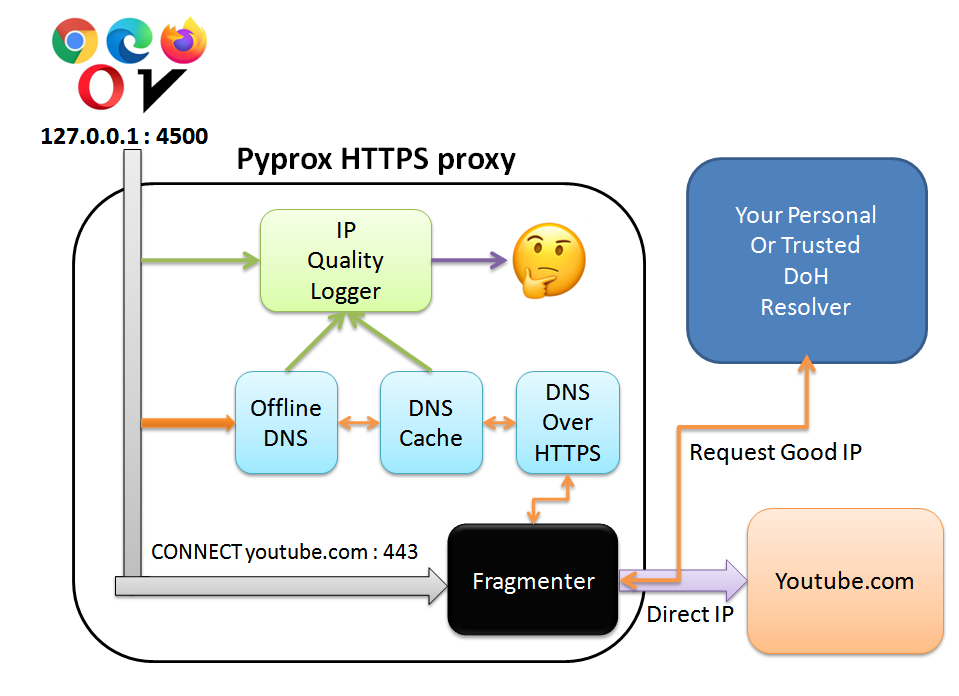 127.0.0.1 : 4500
Pyprox HTTPS proxy
IP
Quality
Logger
Your Personal
Or Trusted
DoH
Resolver
Offline
DNS
DNS
Cache
DNS
Over
HTTPS
Request Good IP
CONNECT youtube.com : 443
Fragmenter
Direct IP
Youtube.com